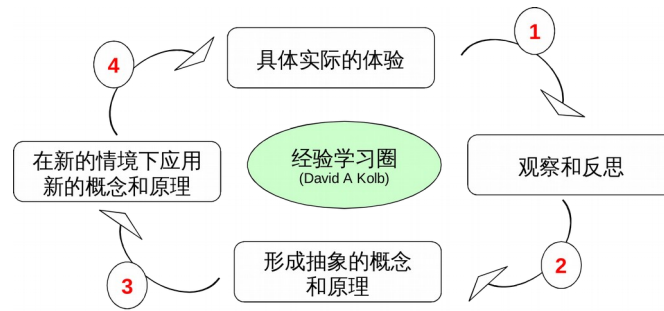 具体实际的体验
1
观察和反思
2
形成抽象的概念
和原理
3
在新的情境下应用
新的概念和原理
4
经验学习圈
(David A Kolb)